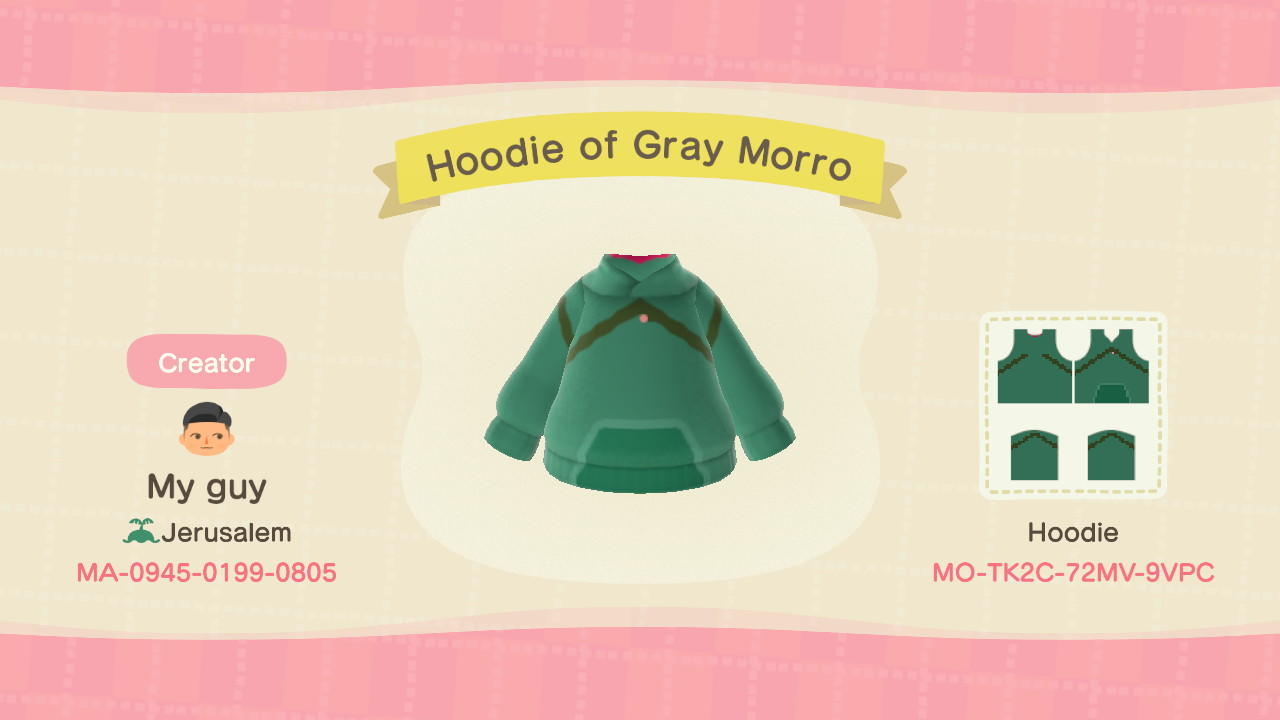 Hoodie of Gray Morro
Creator
My guy
Jerusalem
MA-0945-0199-0805
Hoodie
MO-TK2C-72MV-9VPC